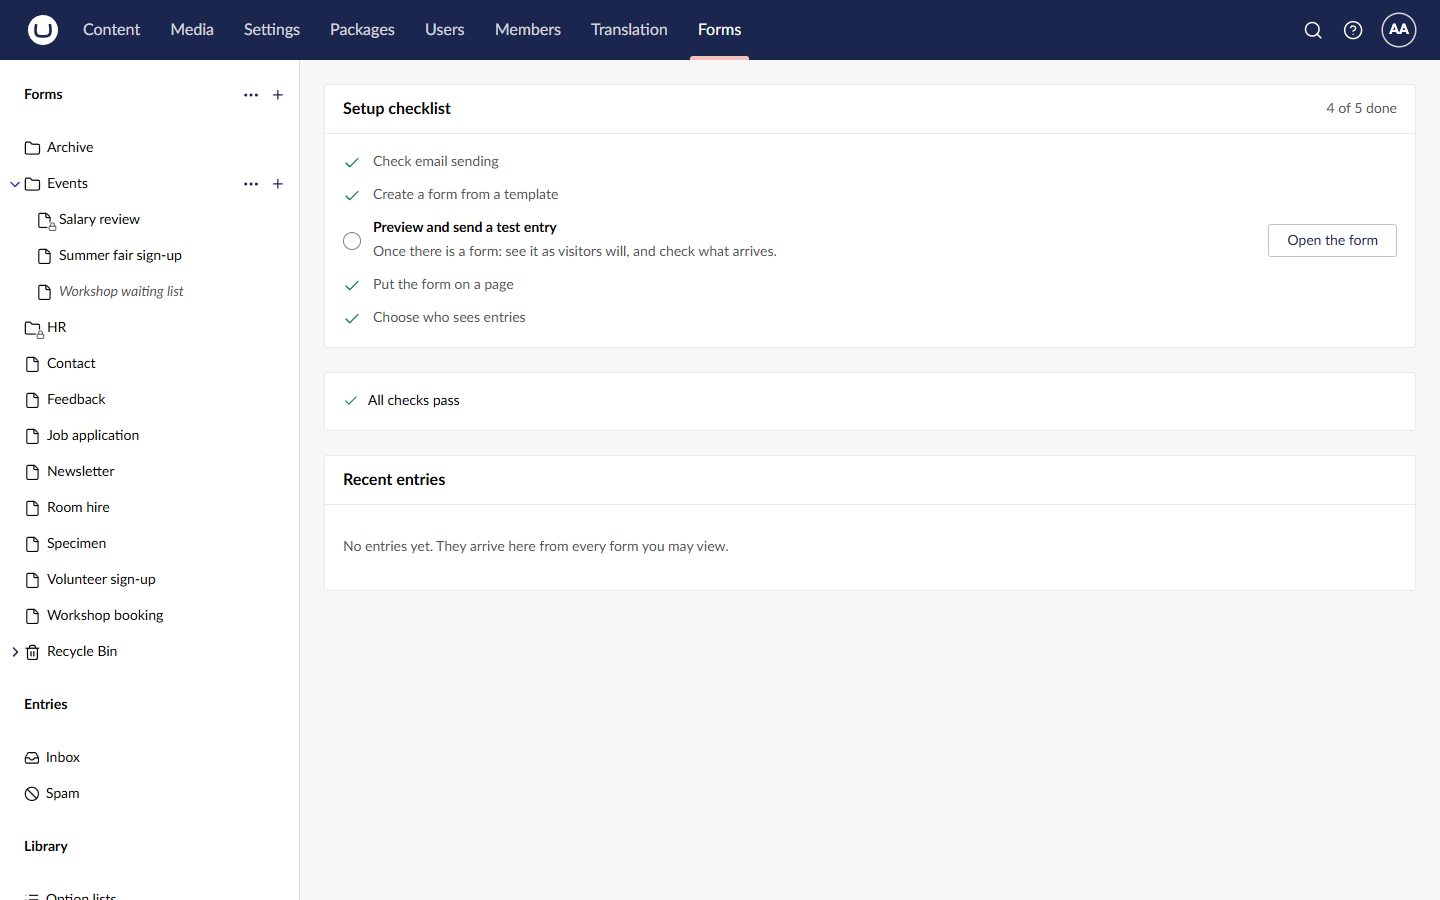 Content Media Settings Packages Users Members Translation Forms AA
Forms
Archive
Events
Salary review
Summer fair sign-up
Workshop waiting list
HR
Contact
Feedback
Job application
Newsletter
Room hire
Specimen
Volunteer sign-up
Workshop booking
Recycle Bin
Entries
Inbox
Spam
Library
Option lists
Setup checklist 4 of 5 done
Check email sending
Create a form from a template
Preview and send a test entry
Once there is a form: see it as visitors will, and check what arrives.
Open the form
Put the form on a page
Choose who sees entries
All checks pass
Recent entries
No entries yet. They arrive here from every form you may view.